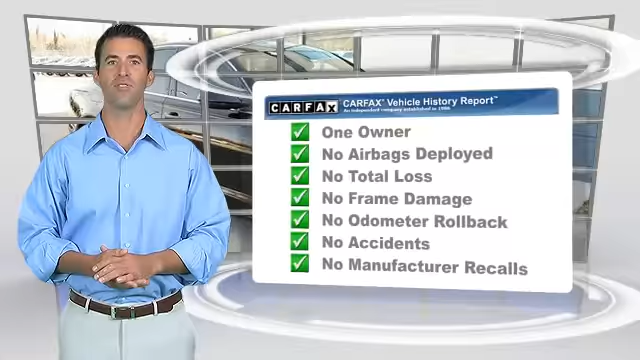 CARFAX CARFAX® Vehicle History Report™
An independent company established in 1986
One Owner
No Airbags Deployed
No Total Loss
No Frame Damage
No Odometer Rollback
No Accidents
No Manufacturer Recalls